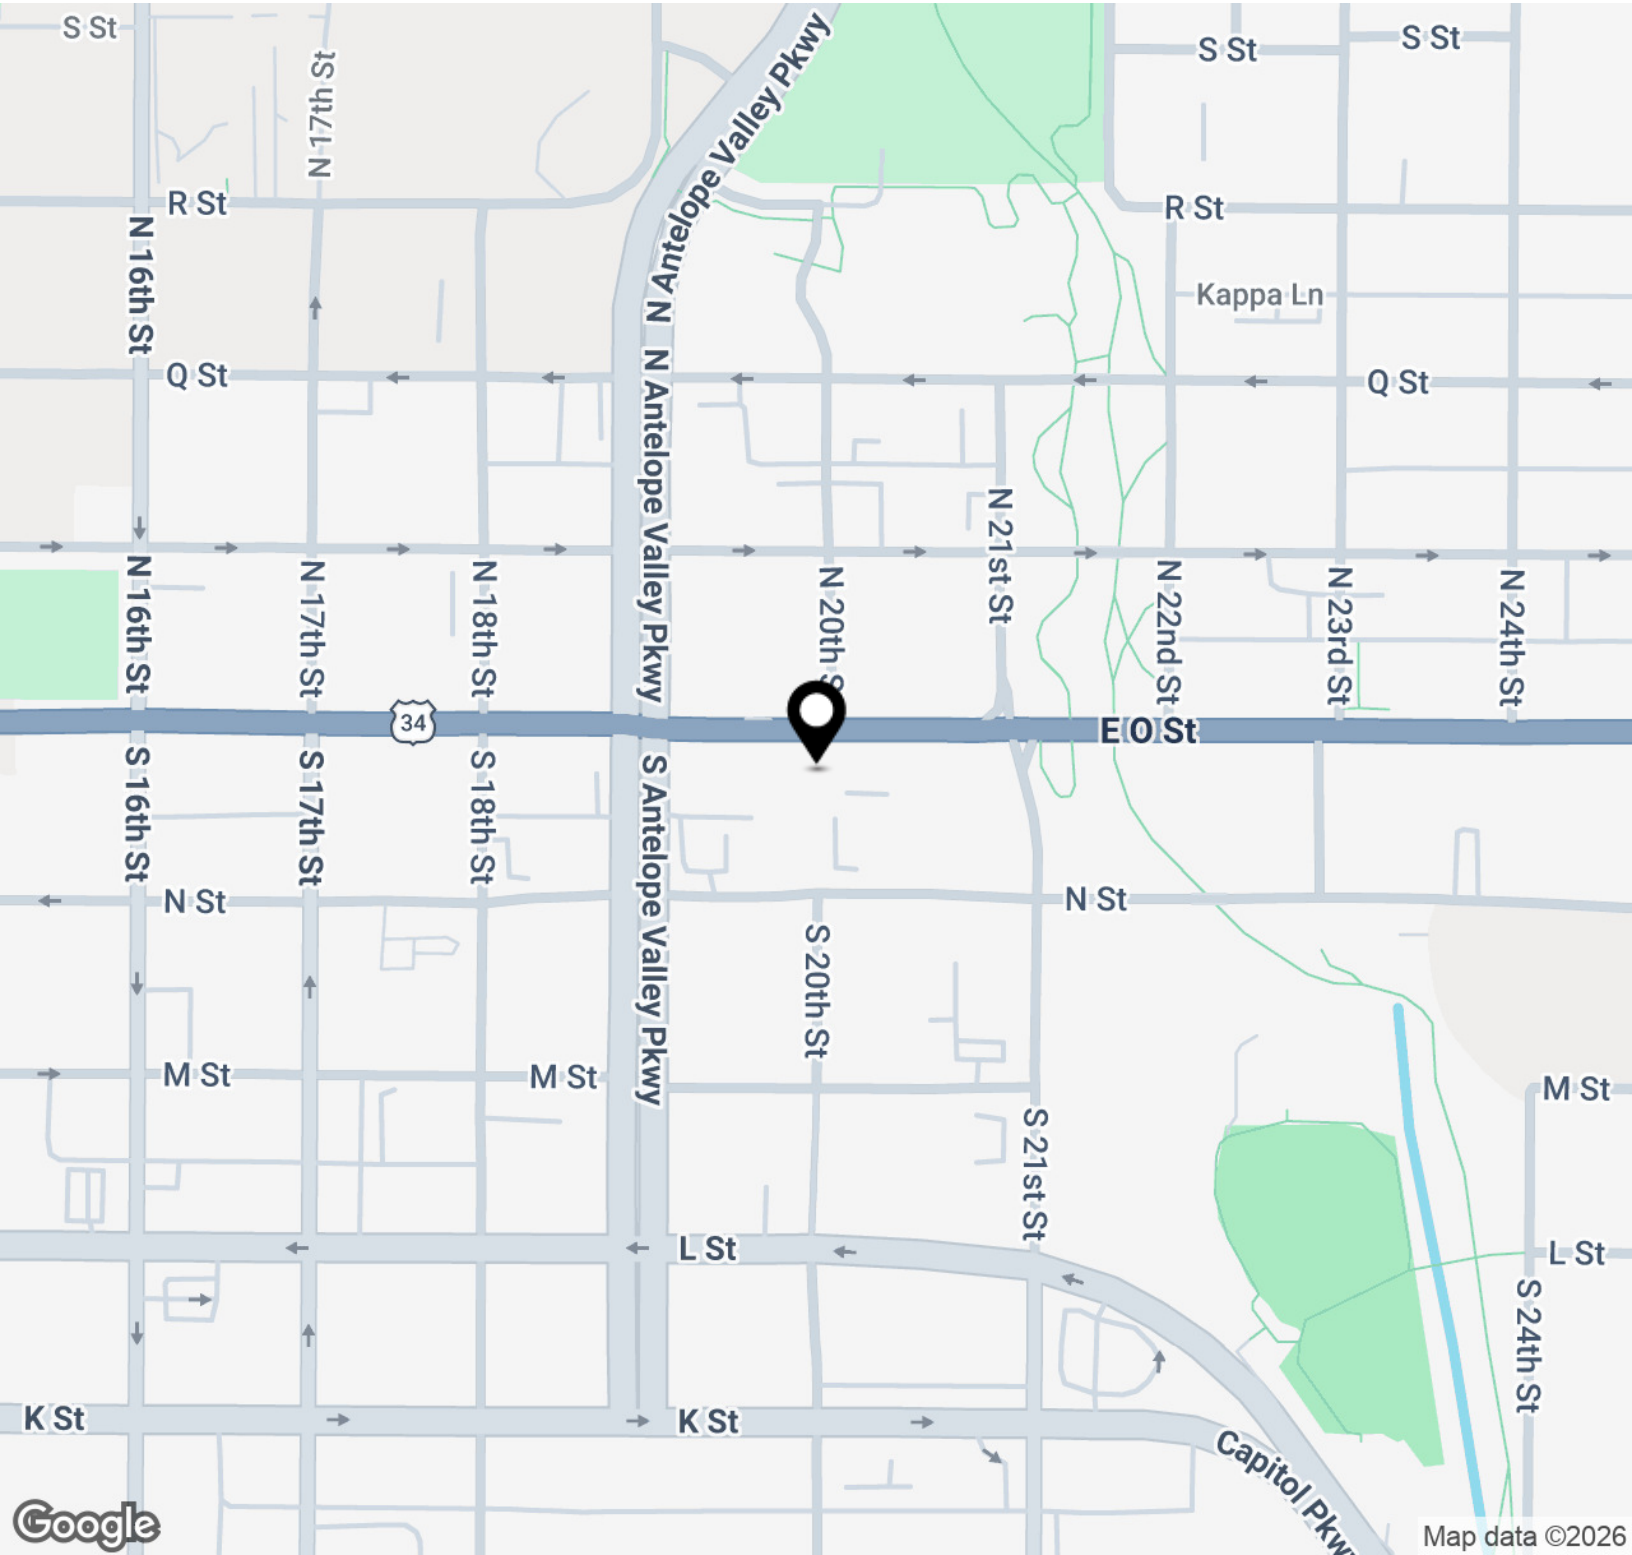 S St
N 17th St
N Antelope Valley Pkwy
S St
S St
R St
R St
N 16th St
Kappa Ln
N
Q St
N Antelope Valley Pkwy
Q St
N 21st St
N 16th St
N 17th St
N 18th St
N 20th S
N 22nd St
N 23rd St
N 24th St
34
E O St
S 16th St
S 17th St
S 18th St
S Antelope Valley Pkwy
N St
N St
S 20th St
M St
M St
M St
S 21st St
L St
L St
S 24th St
K St
K St
Capitol Pkwy
Google
Map data ©2026